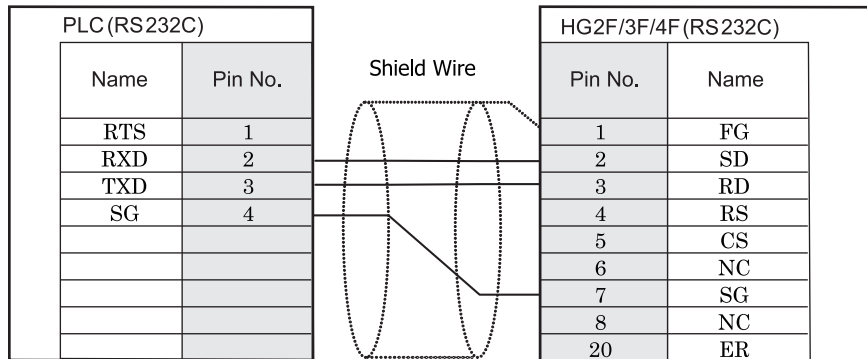 PLC(RS232C)
HG2F/3F/4F(RS232C)
Shield Wire
Name Pin No. Pin No. Name
RTS 1 1 FG
RXD 2 2 SD
TXD 3 3 RD
SG 4 4 RS
5 CS
6 NC
7 SG
8 NC
20 ER